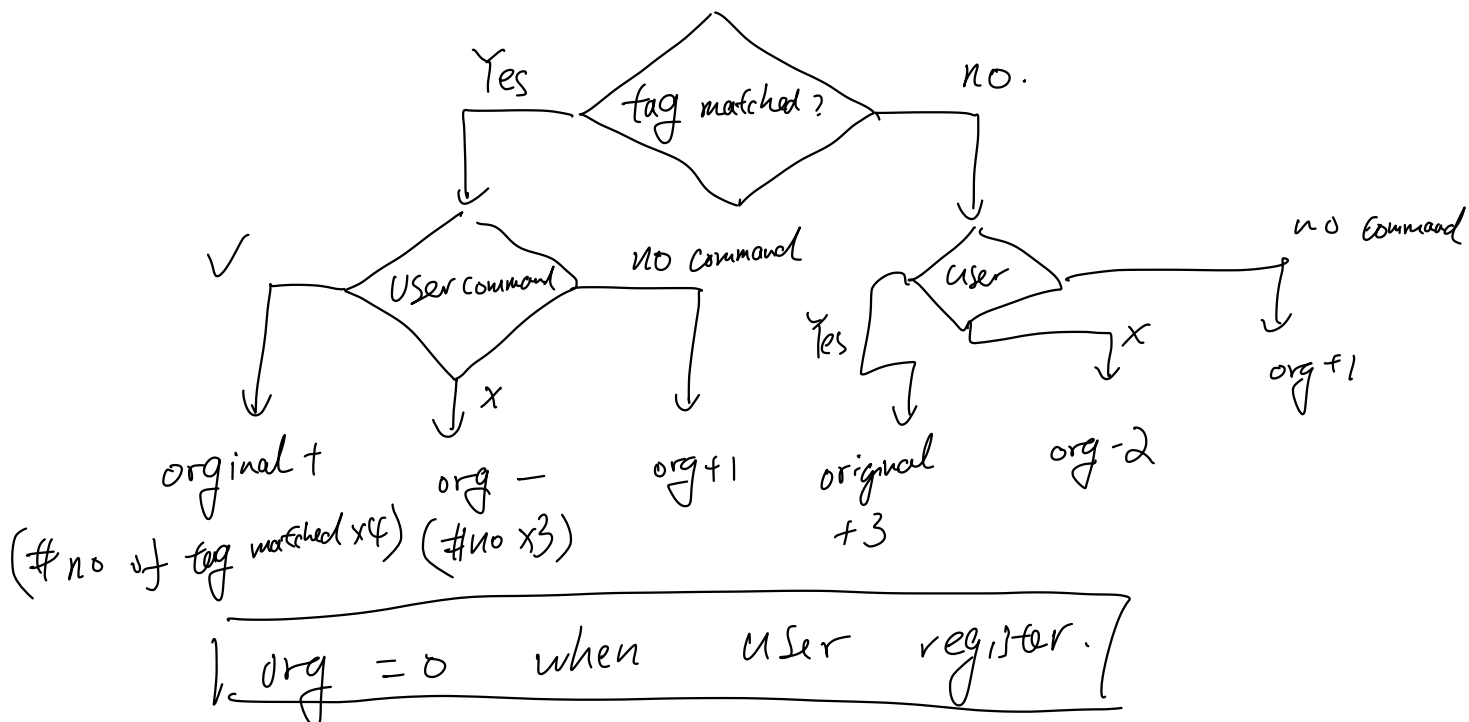 Yes
tag matched?
no.
✓
User command
no command
user
no command
Yes
x
x
orginal +
(#no of tag matched x4)
org -
(#no x3)
org+1
original
+3
org -2
org +1
org = 0 when user register.